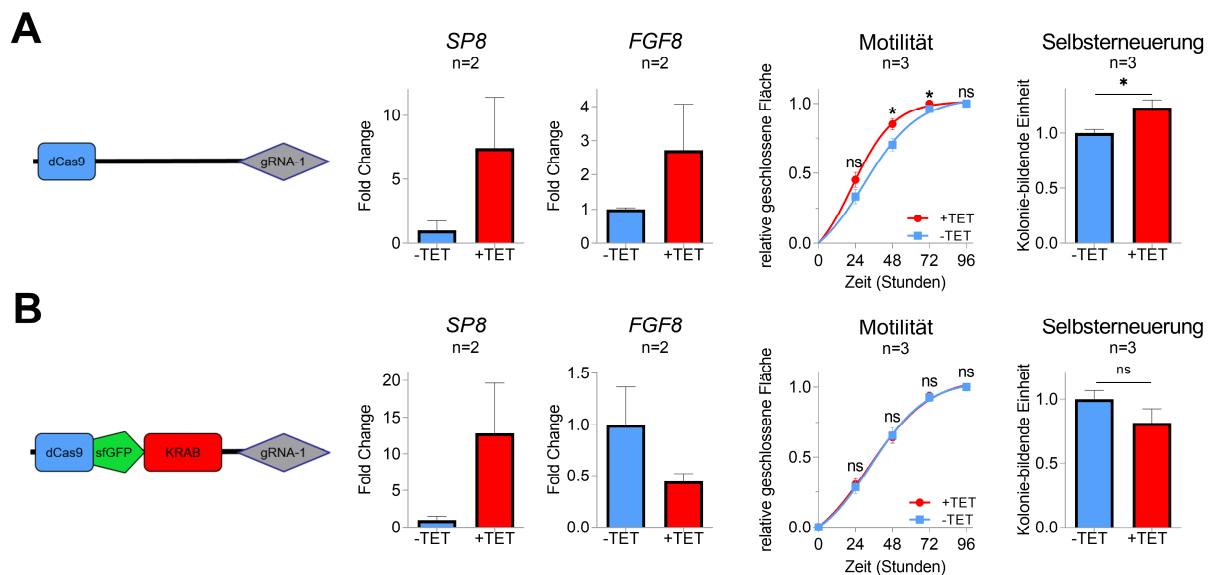 A
SP8
n=2
FGF8
n=2
Motilität
n=3
Selbsterneuerung
n=3
dCas9
gRNA-1
Fold Change
10
5
0
-TET
+TET
Fold Change
4
3
2
1
0
-TET
+TET
relative geschlossene Fläche
1.0
0.5
0.0
ns
*
*
ns
+TET
-TET
0
24
48
72
96
Zeit (Stunden)
Kolonie-bildende Einheit
*
1.0
0.5
0.0
-TET
+TET
B
SP8
n=2
FGF8
n=2
Motilität
n=3
Selbsterneuerung
n=3
dCas9
sfGFP
KRAB
gRNA-1
Fold Change
20
15
10
5
0
-TET
+TET
Fold Change
1.5
1.0
0.5
0.0
-TET
+TET
relative geschlossene Fläche
1.0
0.5
0.0
ns
ns
ns
ns
+TET
-TET
0
24
48
72
96
Zeit (Stunden)
Kolonie-bildende Einheit
ns
1.0
0.5
0.0
-TET
+TET